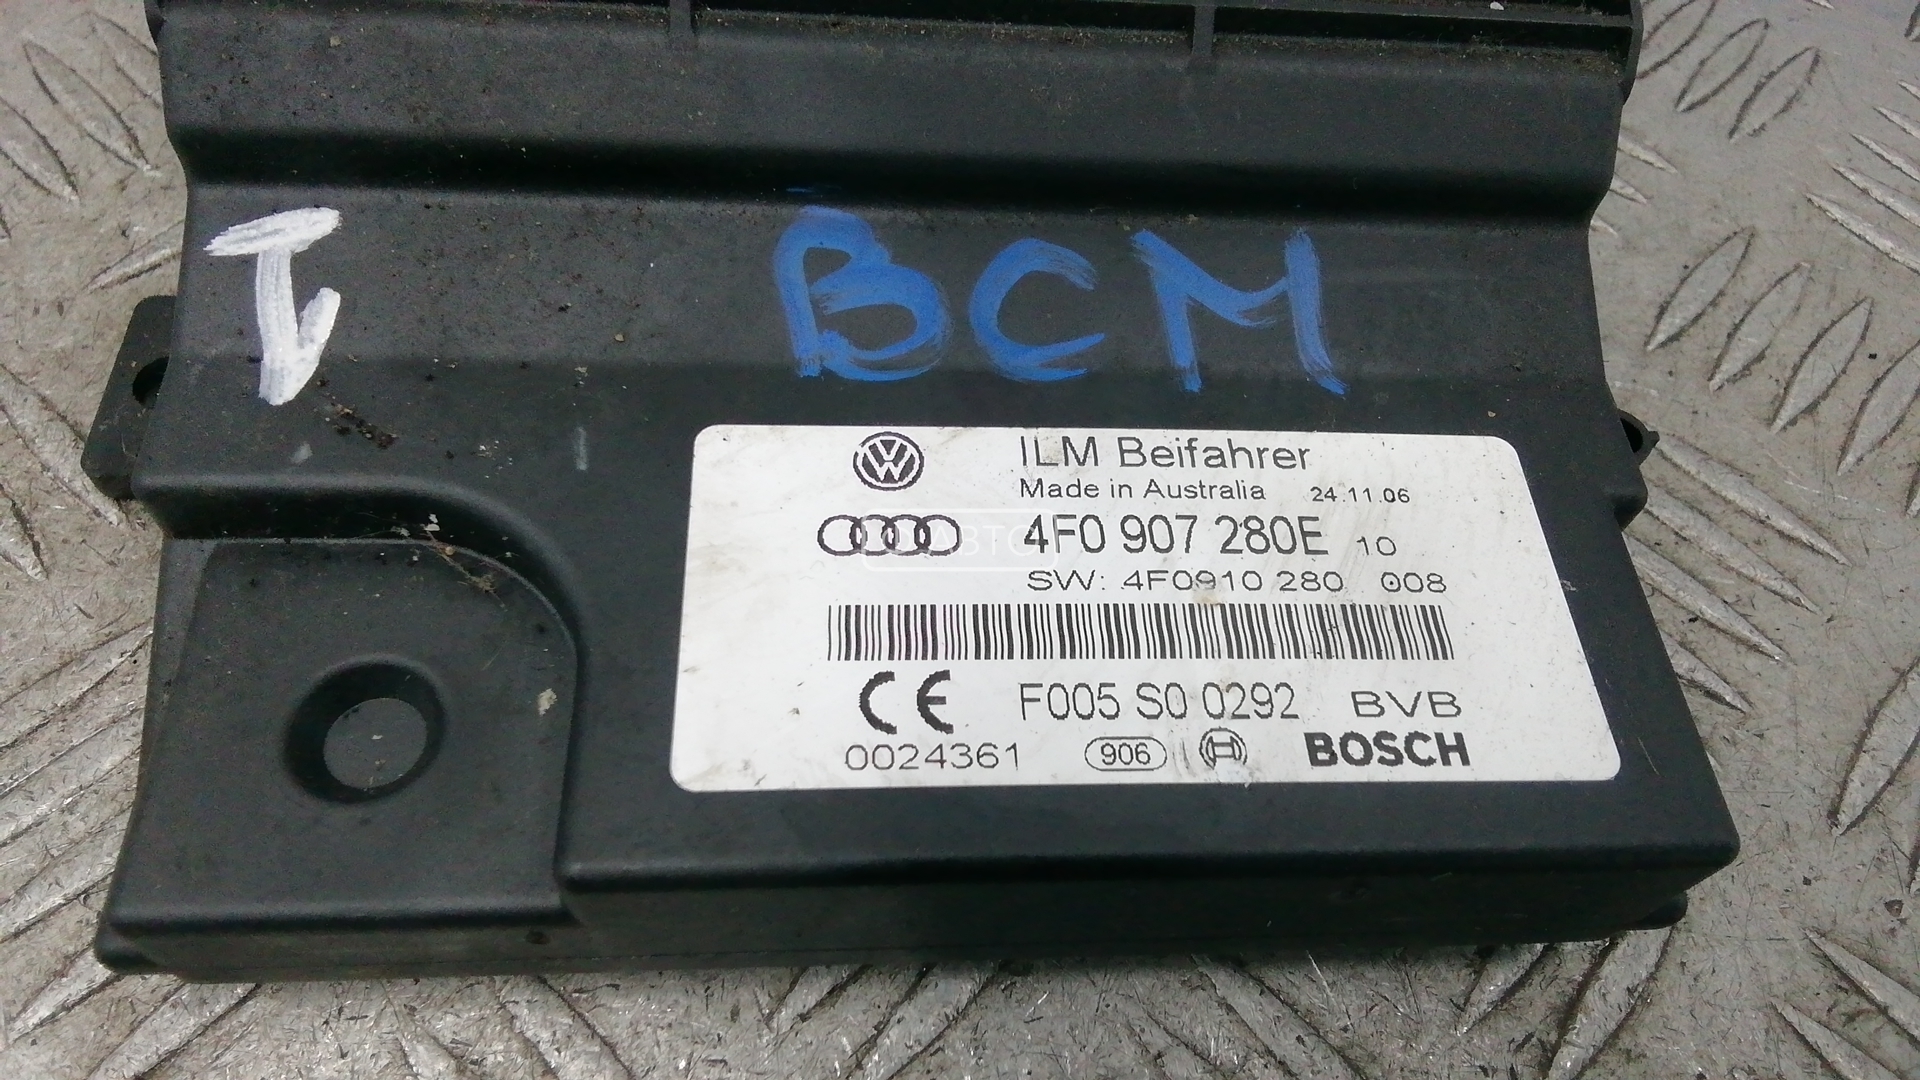 BCM
ILM Beifahrer
Made in Australia 24.11.06
4F0 907 280E 10
SW: 4F0910 280 008
CE F005 S0 0292 BVB
0024361 906 BOSCH